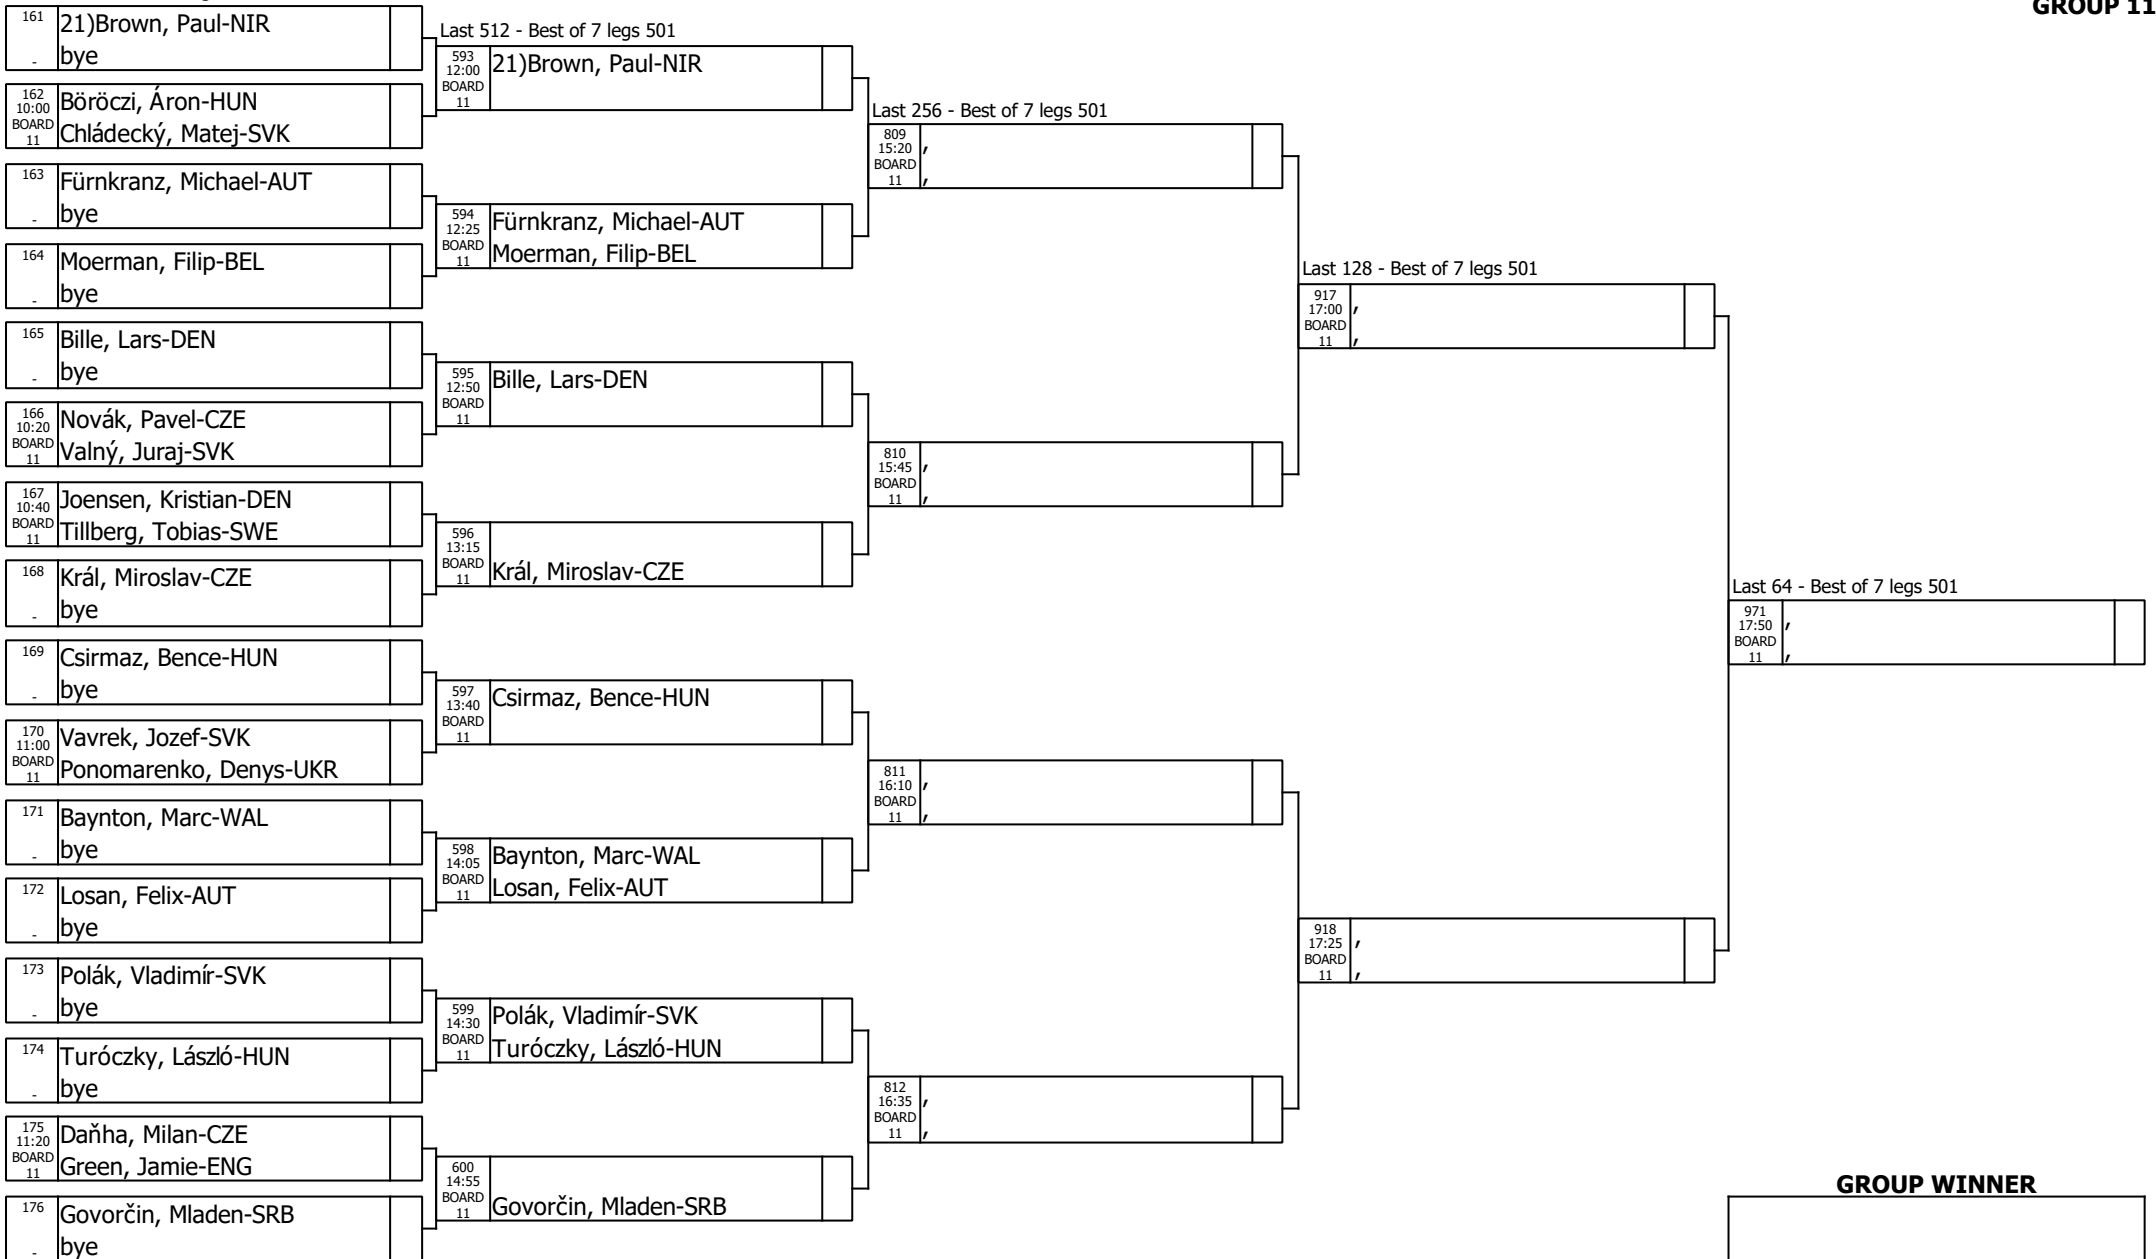 GROUP 11
161
21)Brown, Paul-NIR
-
bye
162
10:00
BOARD
11
Böröczi, Áron-HUN
Chládecký, Matej-SVK
163
Fürnkranz, Michael-AUT
-
bye
164
Moerman, Filip-BEL
-
bye
165
Bille, Lars-DEN
-
bye
166
10:20
BOARD
11
Novák, Pavel-CZE
Valný, Juraj-SVK
167
10:40
BOARD
11
Joensen, Kristian-DEN
Tillberg, Tobias-SWE
168
Král, Miroslav-CZE
-
bye
169
Csirmaz, Bence-HUN
-
bye
170
11:00
BOARD
11
Vavrek, Jozef-SVK
Ponomarenko, Denys-UKR
171
Baynton, Marc-WAL
-
bye
172
Losan, Felix-AUT
-
bye
173
Polák, Vladimír-SVK
-
bye
174
Turóczky, László-HUN
-
bye
175
11:20
BOARD
11
Daňha, Milan-CZE
Green, Jamie-ENG
176
Govorčin, Mladen-SRB
-
bye
Last 512 - Best of 7 legs 501
593
12:00
BOARD
11
21)Brown, Paul-NIR
594
12:25
BOARD
11
Fürnkranz, Michael-AUT
Moerman, Filip-BEL
595
12:50
BOARD
11
Bille, Lars-DEN
596
13:15
BOARD
11
Král, Miroslav-CZE
597
13:40
BOARD
11
Csirmaz, Bence-HUN
598
14:05
BOARD
11
Baynton, Marc-WAL
Losan, Felix-AUT
599
14:30
BOARD
11
Polák, Vladimír-SVK
Turóczky, László-HUN
600
14:55
BOARD
11
Govorčin, Mladen-SRB
Last 256 - Best of 7 legs 501
809
15:20
BOARD
11
,
,
810
15:45
BOARD
11
,
,
811
16:10
BOARD
11
,
,
812
16:35
BOARD
11
,
,
Last 128 - Best of 7 legs 501
917
17:00
BOARD
11
,
,
918
17:25
BOARD
11
,
,
Last 64 - Best of 7 legs 501
971
17:50
BOARD
11
,
,
GROUP WINNER